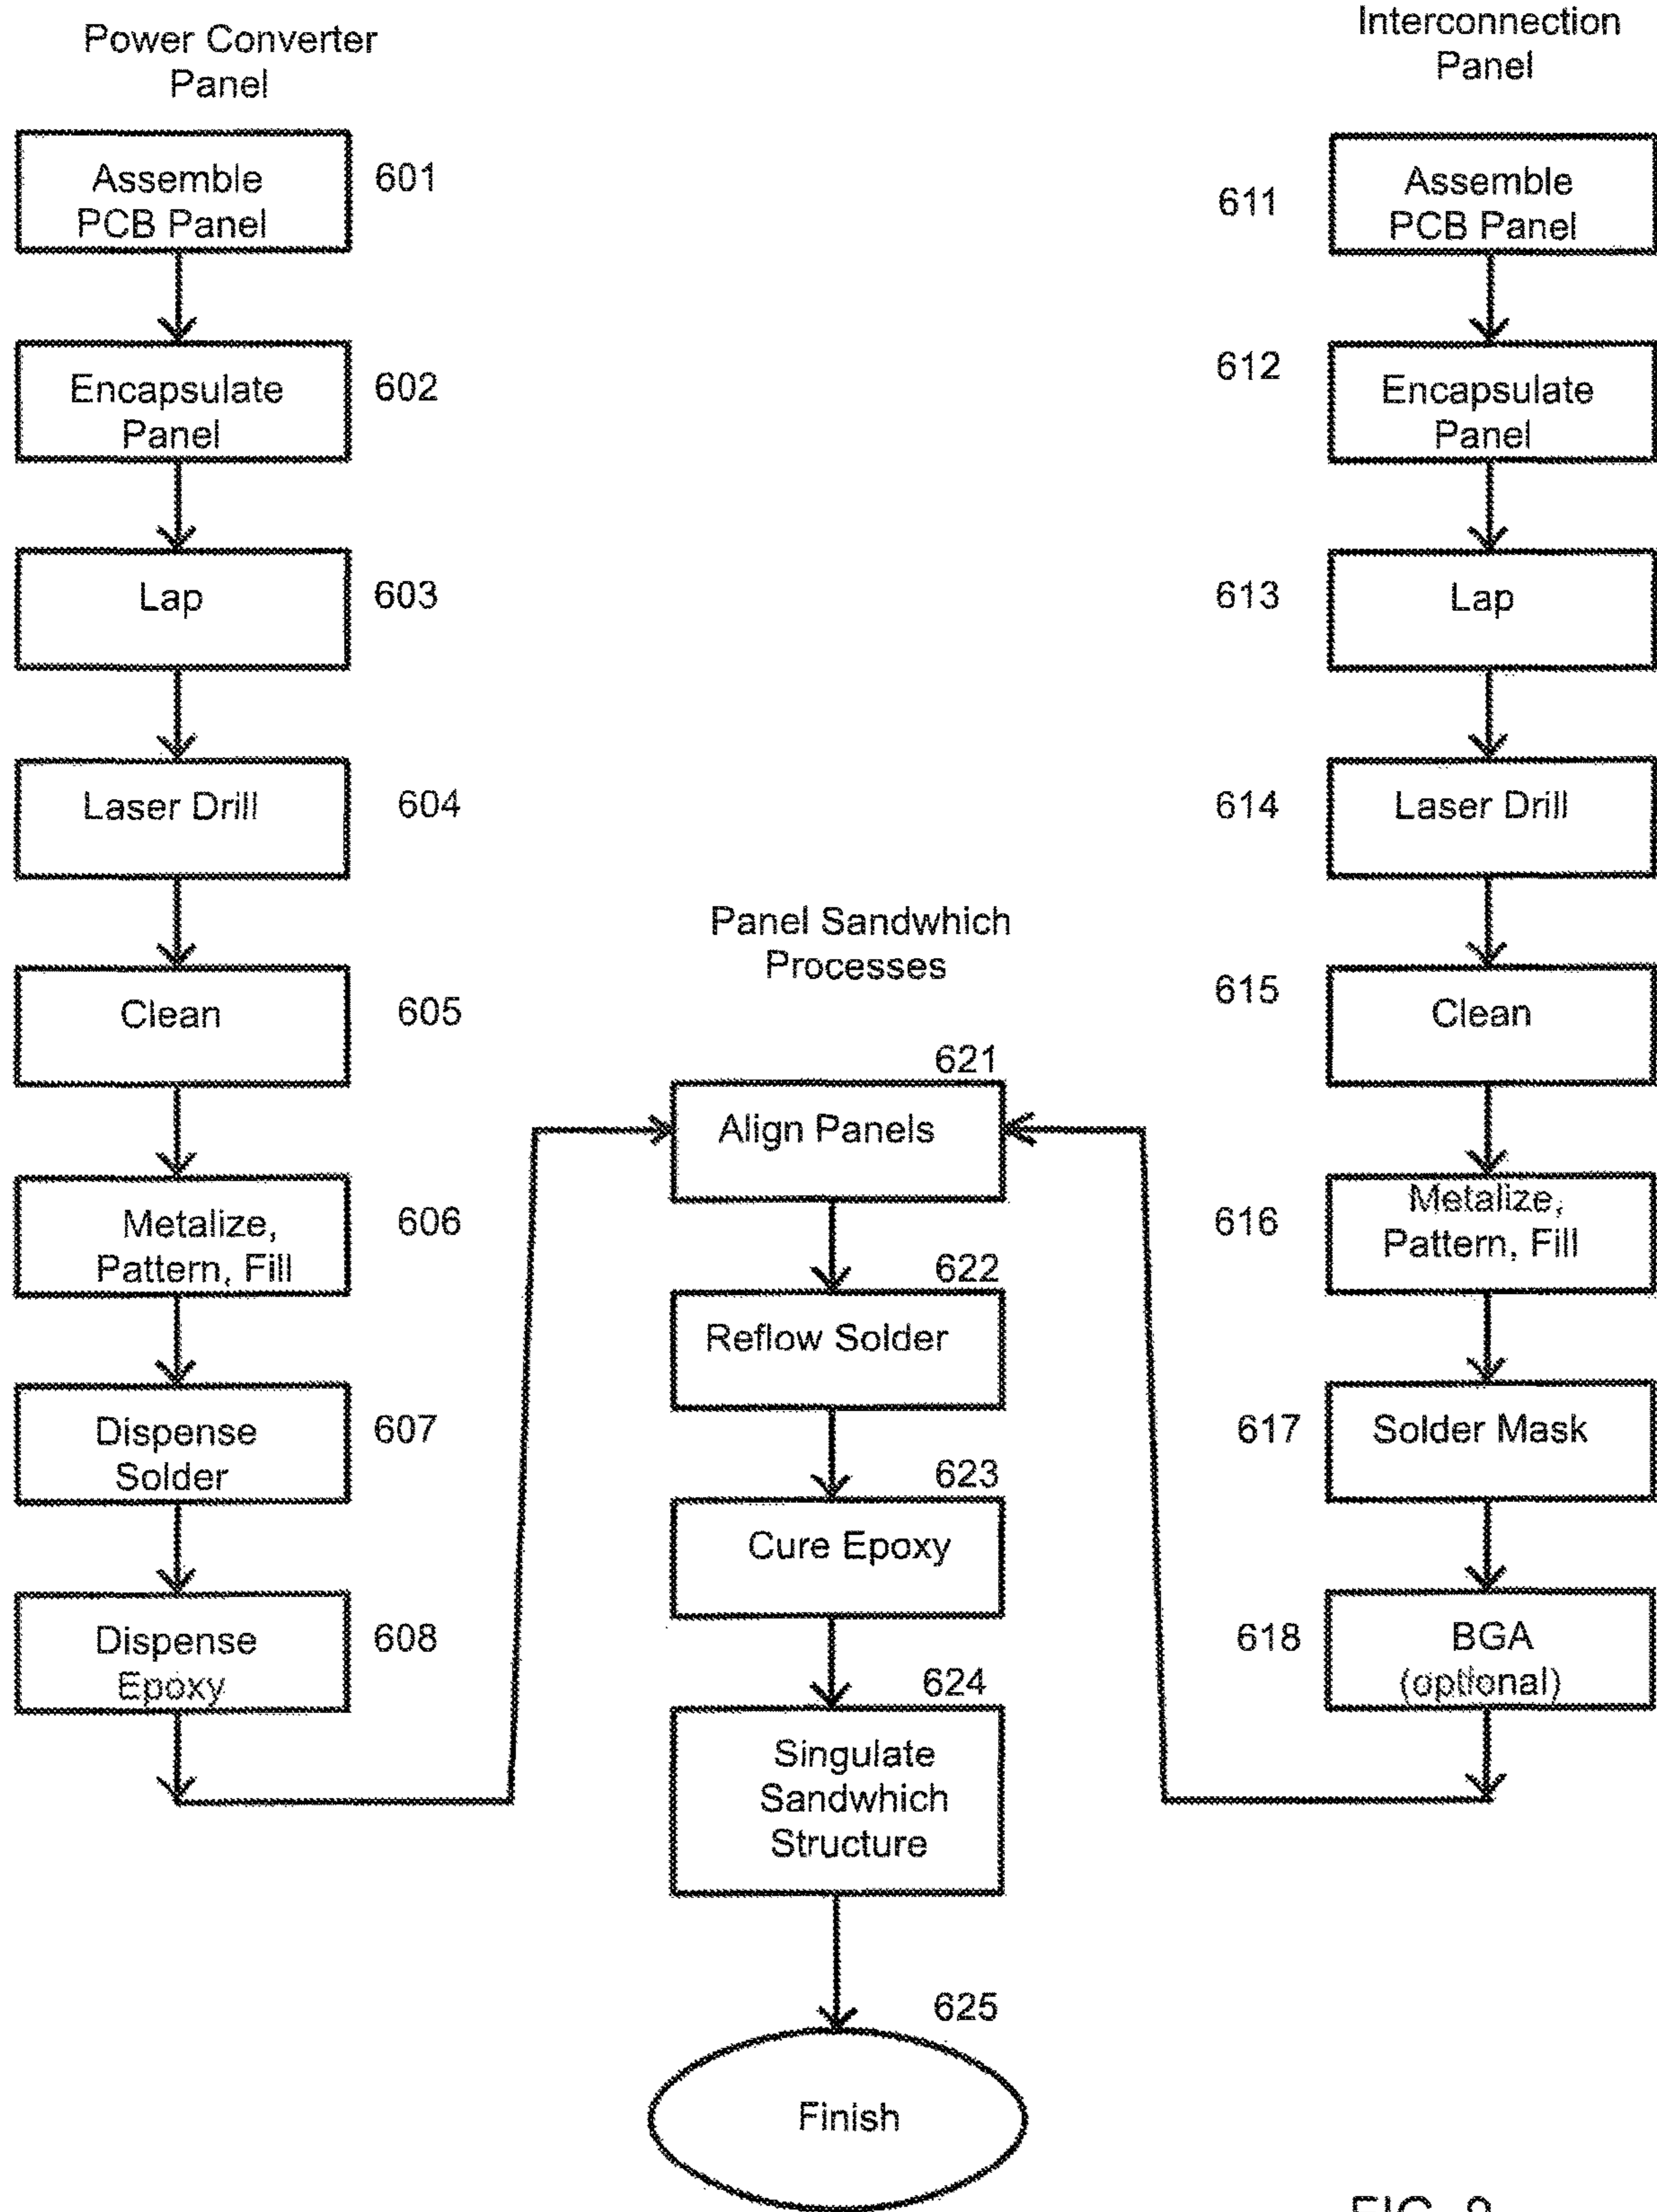 Power Converter
Panel
Assemble
PCB Panel
601
Encapsulate
Panel
602
Lap
603
Laser Drill
604
Clean
605
Metalize,
Pattern, Fill
606
Dispense
Solder
607
Dispense
Epoxy
608
Interconnection
Panel
611
Assemble
PCB Panel
612
Encapsulate
Panel
613
Lap
614
Laser Drill
615
Clean
616
Metalize,
Pattern, Fill
617
Solder Mask
618
BGA
(optional)
Panel Sandwhich
Processes
621
Align Panels
622
Reflow Solder
623
Cure Epoxy
624
Singulate
Sandwhich
Structure
625
Finish
FIG.